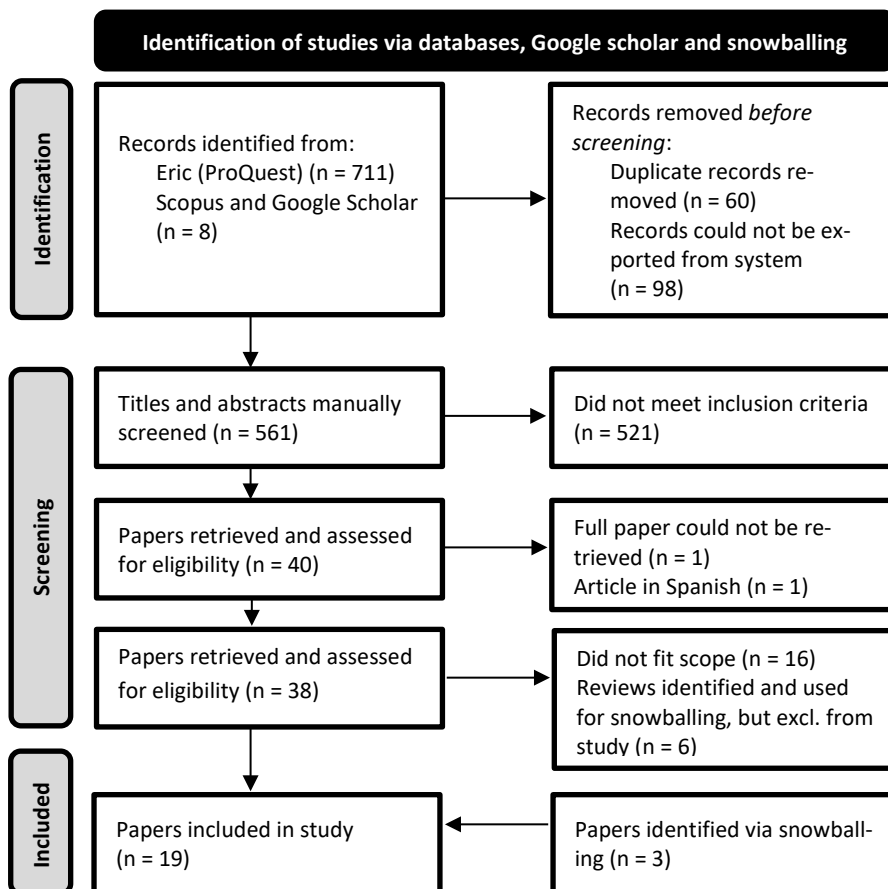 Identification of studies via databases, Google scholar and snowballing
Identification
Records identified from:
Eric (ProQuest) (n = 711)
Scopus and Google Scholar
(n = 8)
Records removed before
screening:
Duplicate records re-
moved (n = 60)
Records could not be ex-
ported from system
(n = 98)
Screening
Titles and abstracts manually
screened (n = 561)
Did not meet inclusion criteria
(n = 521)
Papers retrieved and assessed
for eligibility (n = 40)
Full paper could not be re-
trieved (n = 1)
Article in Spanish (n = 1)
Papers retrieved and assessed
for eligibility (n = 38)
Did not fit scope (n = 16)
Reviews identified and used
for snowballing, but excl. from
study (n = 6)
Included
Papers included in study
(n = 19)
Papers identified via snowball-
ing (n = 3)